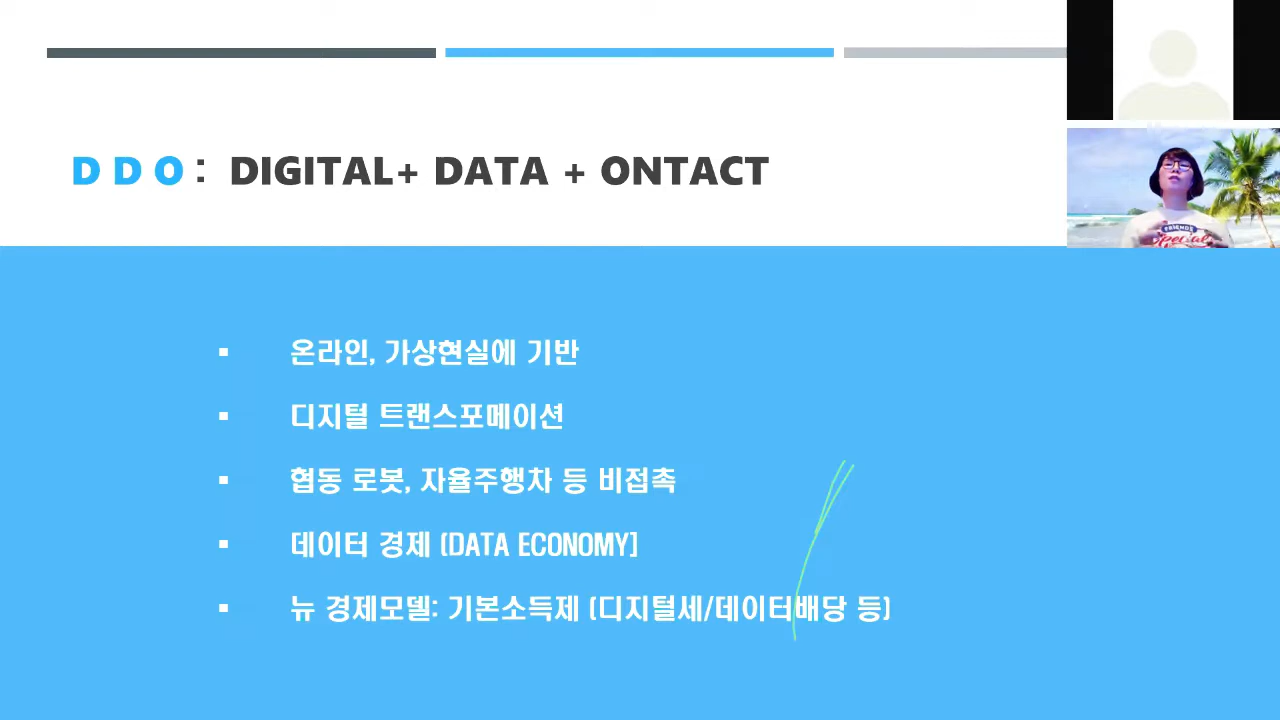 D D O : DIGITAL+ DATA + ONTACT
FRIENDS
Special
▪ 온라인, 가상현실에 기반
▪ 디지털 트랜스포메이션
▪ 협동 로봇, 자율주행차 등 비접촉
▪ 데이터 경제 (DATA ECONOMY]
▪ 뉴 경제모델: 기본소득제 (디지털세/데이터배당 등)